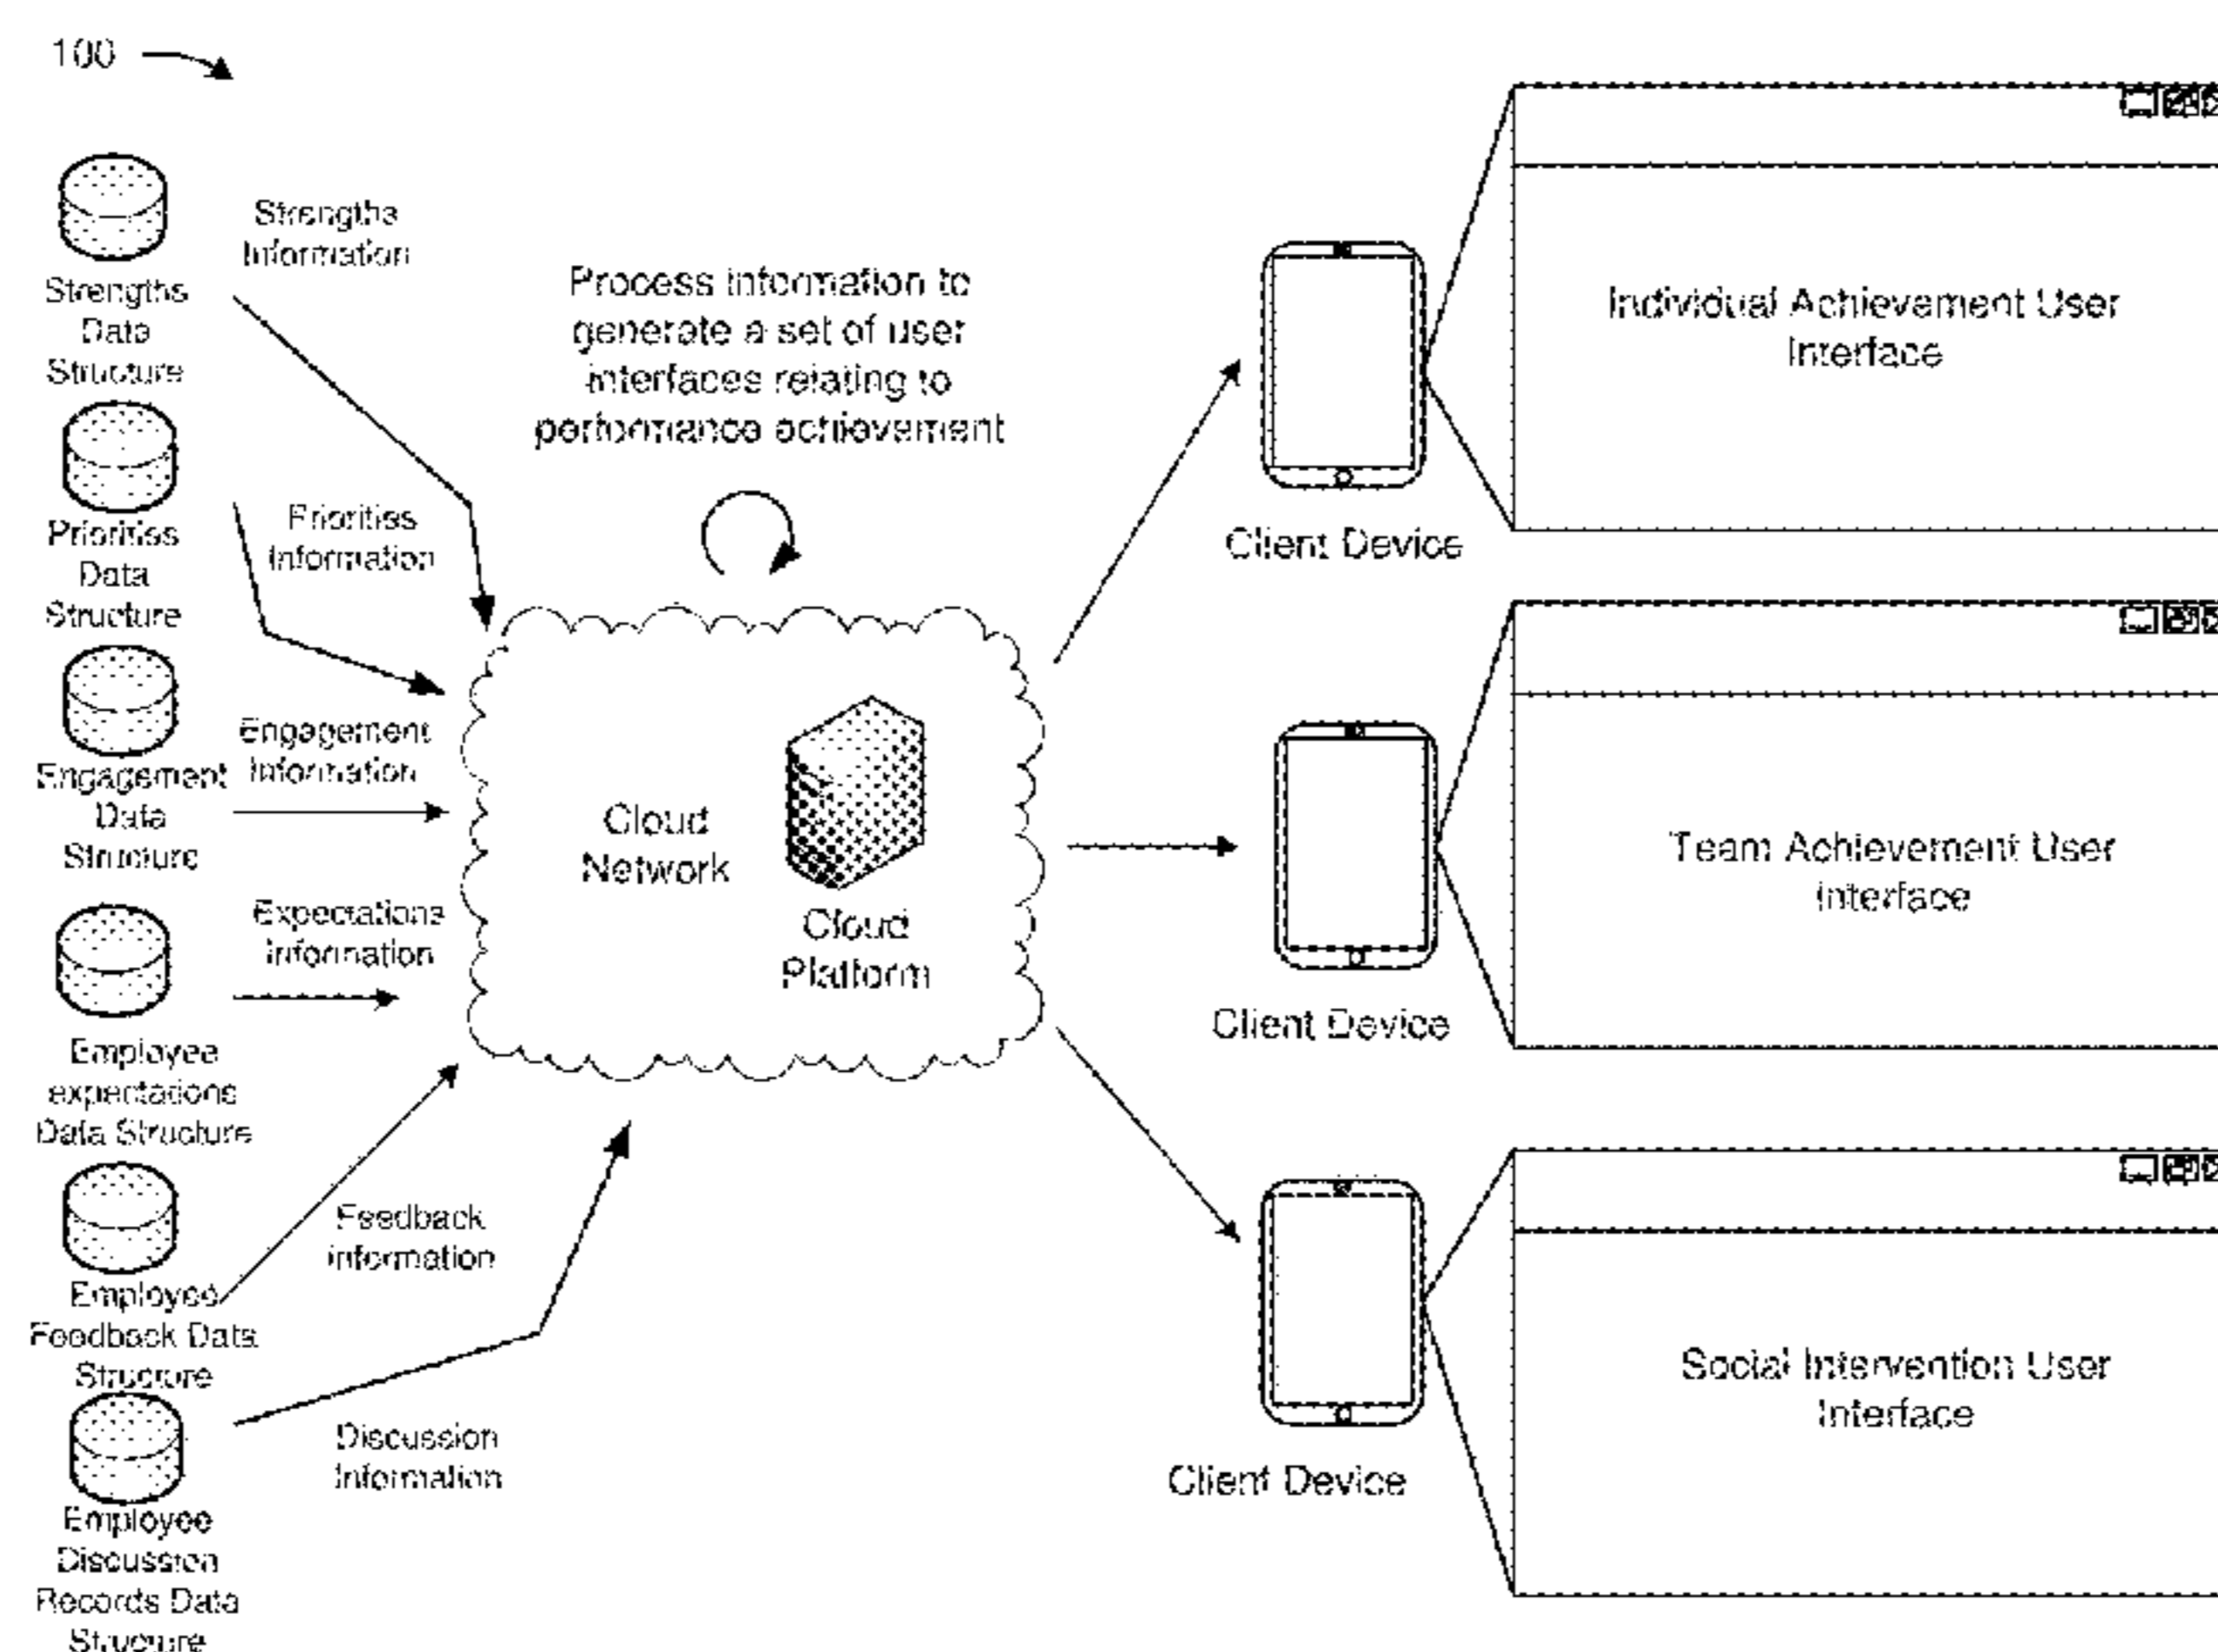 100
Strengths
Data
Structure
Strengths
Information
Priorities
Data
Structure
Priorities
Information
Engagement
Data
Structure
Engagement
Information
Employee
expectations
Data Structure
Expectations
Information
Employee
Feedback Data
Structure
Feedback
information
Employee
Discussion
Records Data
Structure
Discussion
Information
Process information to
generate a set of user
interfaces relating to
performance achievement
Cloud
Network
Cloud
Platform
Client Device
Individual Achievement User
Interface
Client Device
Team Achievement User
Interface
Client Device
Social Intervention User
Interface